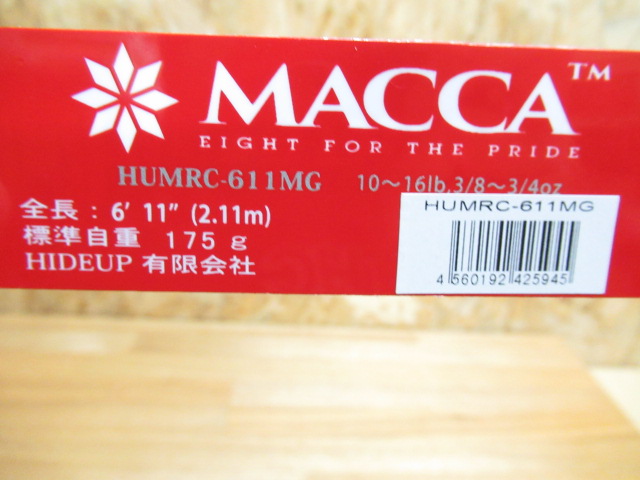 MACCA™
EIGHT FOR THE PRIDE
HUMRC-611MG 10～16lb,3/8～3/4oz
全長：6' 11" (2.11m)
標準自重 175ｇ
HIDEUP 有限会社
HUMRC-611MG
4 560192 425945